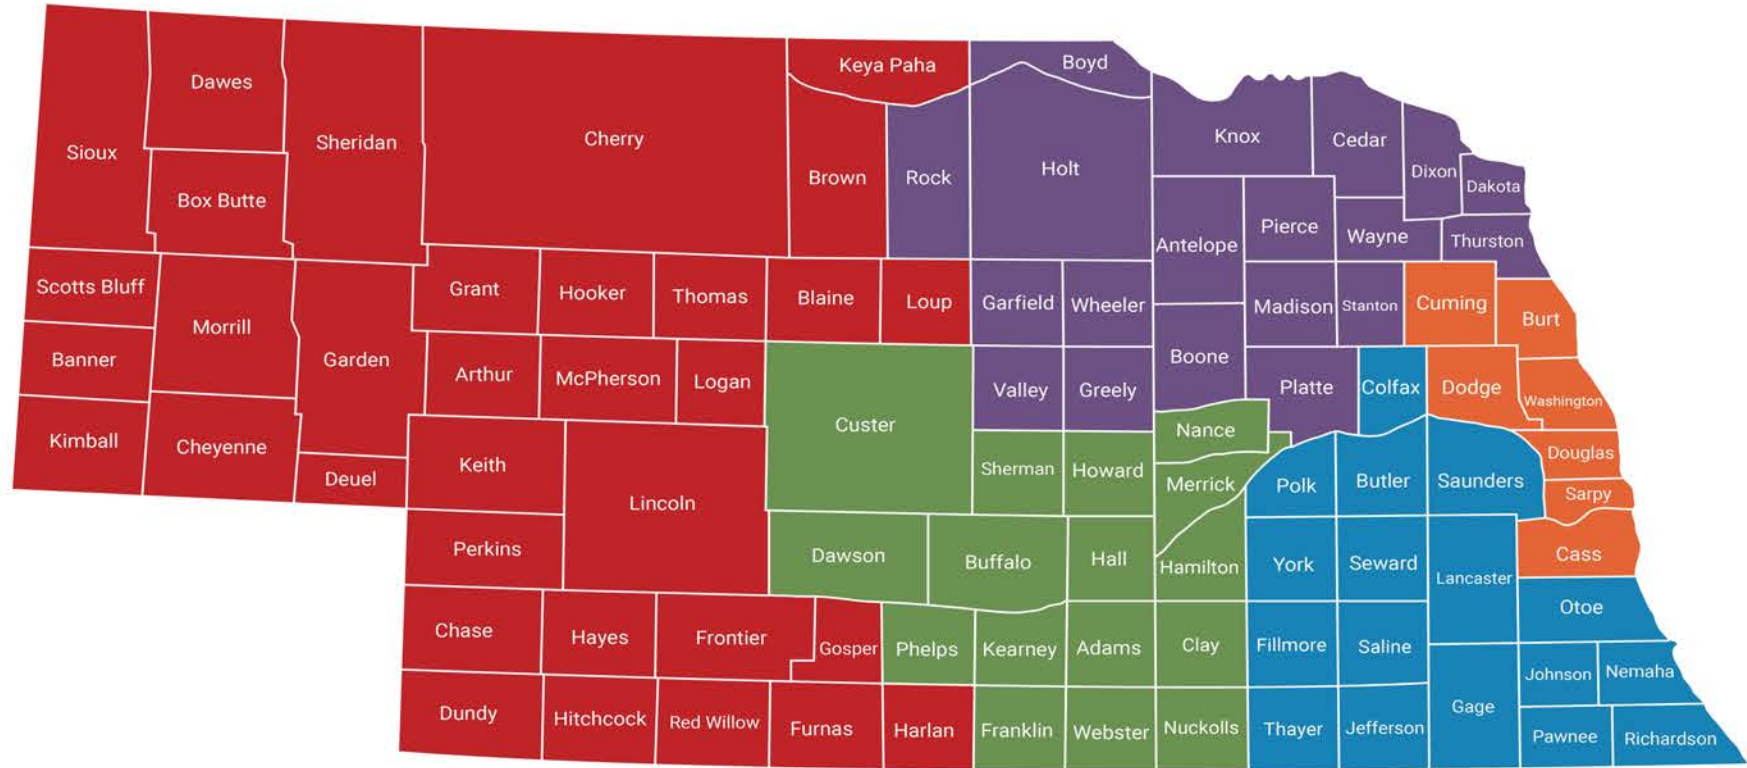 Keya Paha
Boyd
Dawes
Sheridan
Cherry
Knox
Cedar
Sioux
Holt
Dixon
Brown
Rock
Dakota
Box Butte
Pierce
Wayne
Antelope
Thurston
Scotts Bluff
Grant
Hooker
Thomas
Blaine
Loup
Garfield
Wheeler
Madison
Stanton
Cuming
Burt
Morrill
Banner
Garden
Arthur
McPherson
Logan
Boone
Valley
Greely
Platte
Colfax
Dodge
Washington
Custer
Nance
Kimball
Cheyenne
Keith
Deuel
Sherman
Howard
Douglas
Lincoln
Merrick
Polk
Butler
Saunders
Sarpy
Perkins
Dawson
Buffalo
Hall
Hamilton
York
Seward
Lancaster
Cass
Otoe
Chase
Hayes
Frontier
Gosper
Phelps
Kearney
Adams
Clay
Fillmore
Saline
Johnson
Nemaha
Dundy
Hitchcock
Red Willow
Furnas
Harlan
Franklin
Webster
Nuckolls
Thayer
Jefferson
Gage
Pawnee
Richardson